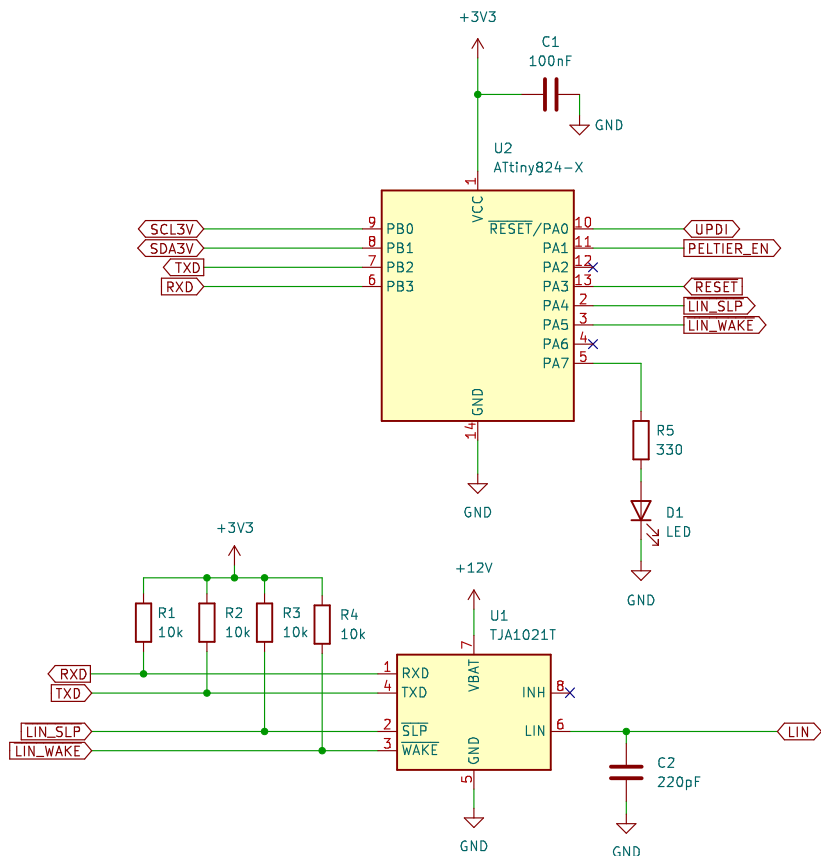 +3V3
C1
100nF
GND
U2
ATtiny824-X
1
VCC
SCL3V 9 PB0 RESET/PA0 10 UPDI
SDA3V 8 PB1 PA1 11 PELTIER_EN
TXD 7 PB2 PA2 12
RXD 6 PB3 PA3 13 RESET
PA4 2 LIN_SLP
PA5 3 LIN_WAKE
PA6 4
PA7 5
GND
14
GND
R5
330
D1
LED
GND
+3V3
R1
10k
R2
10k
R3
10k
R4
10k
+12V
U1
TJA1021T
7
VBAT
RXD 1 RXD
TXD 4 TXD INH 8
LIN_SLP 2 SLP LIN 6 LIN
LIN_WAKE 3 WAKE
GND
5
GND
C2
220pF
GND